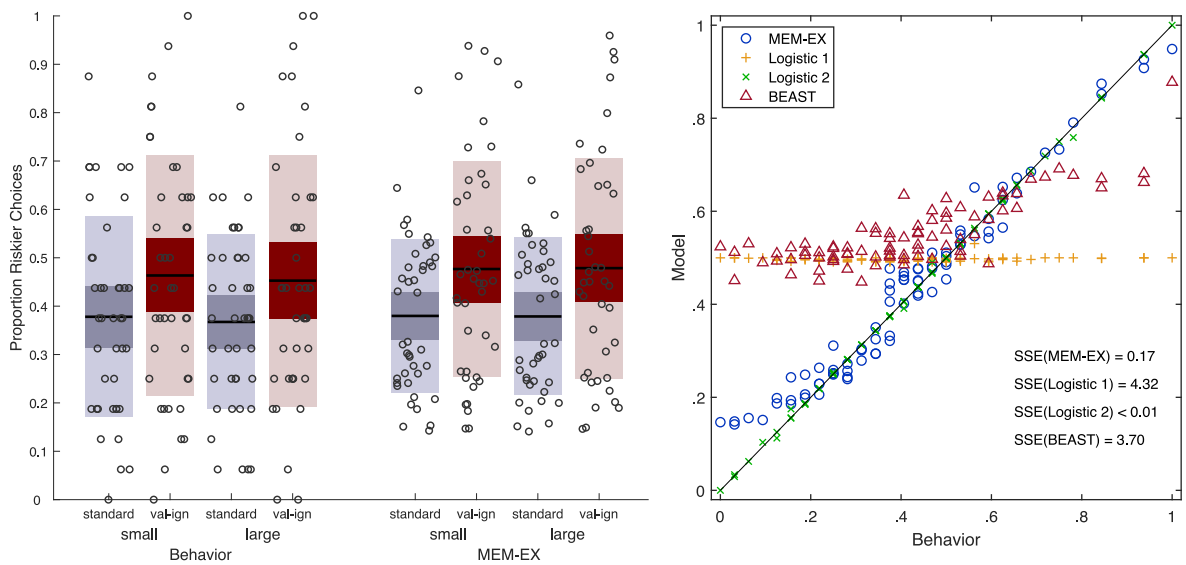 Proportion Riskier Choices
1
0.9
0.8
0.7
0.6
0.5
0.4
0.3
0.2
0.1
0
standard val-ign standard val-ign
small large
Behavior
standard val-ign standard val-ign
small large
MEM-EX
Model
1
.8
.6
.4
.2
0
MEM-EX
Logistic 1
Logistic 2
BEAST
SSE(MEM-EX) = 0.17
SSE(Logistic 1) = 4.32
SSE(Logistic 2) < 0.01
SSE(BEAST) = 3.70
0 .2 .4 .6 .8 1
Behavior